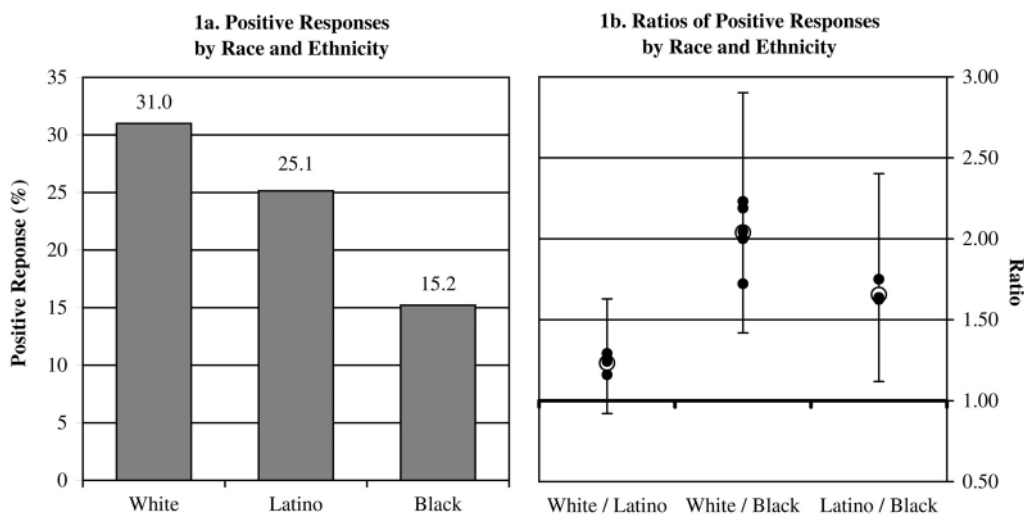 1a. Positive Responses
by Race and Ethnicity
Positive Reponse (%)
35
30
25
20
15
10
5
0
31.0
25.1
15.2
White
Latino
Black
1b. Ratios of Positive Responses
by Race and Ethnicity
3.00
2.50
2.00
1.50
1.00
0.50
Ratio
White / Latino
White / Black
Latino / Black